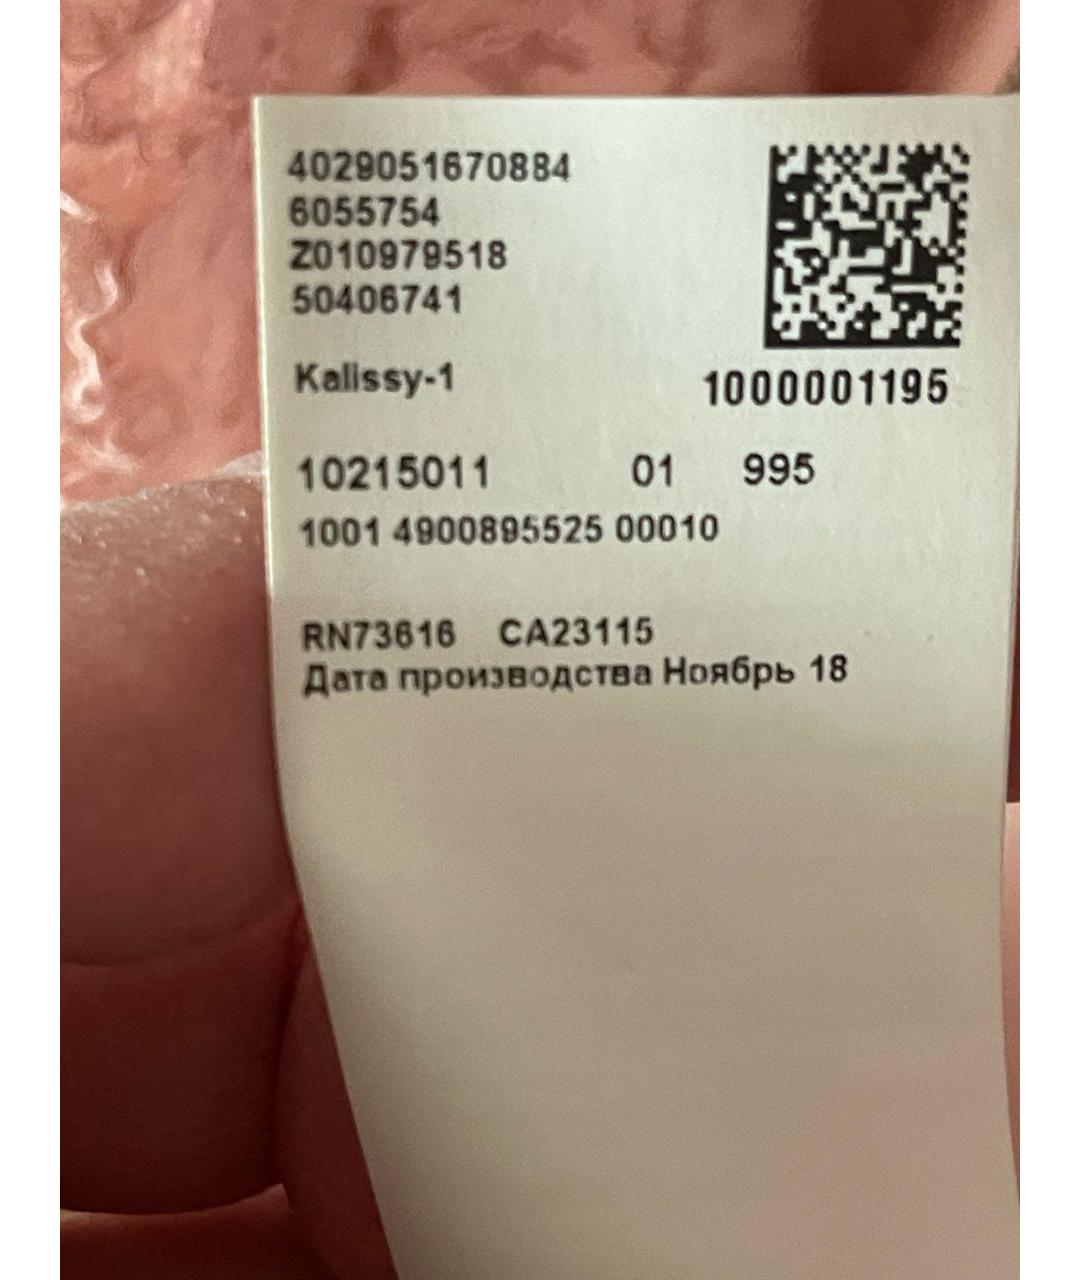 4029051670884
6055754
Z010979518
50406741
Kalissy-1
1000001195
10215011 01 995
1001 4900895525 00010
RN73616 CA23115
Дата производства Ноябрь 18